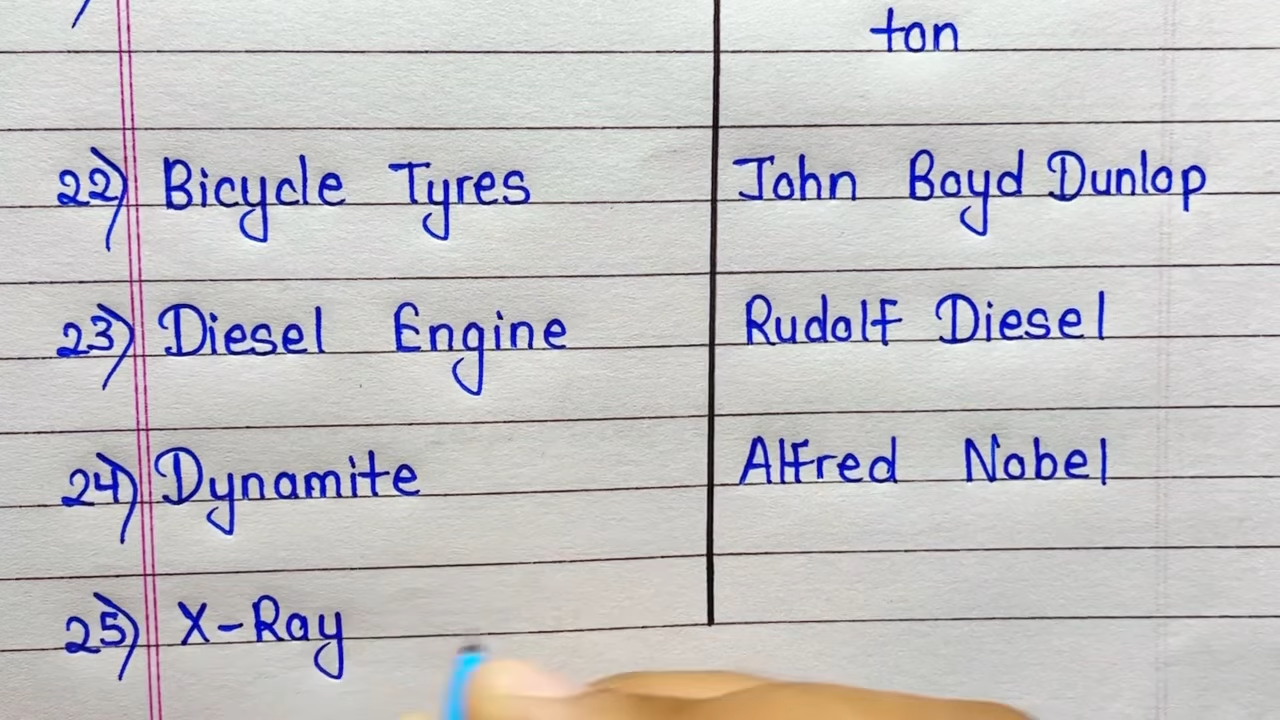 ton
22) Bicycle Tyres John Boyd Dunlop
23) Diesel Engine Rudolf Diesel
24) Dynamite Alfred Nobel
25) X-Ray